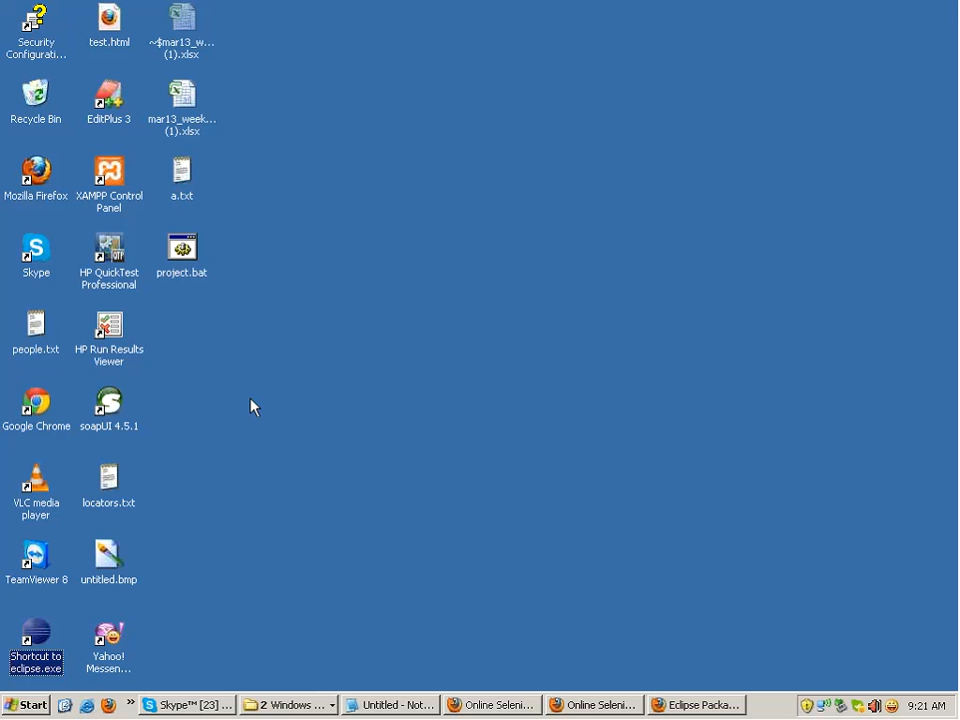 Security
Configurati...
test.html
~$mar13_w...
(1).xlsx
Recycle Bin
EditPlus 3
mar13_week...
(1).xlsx
Mozilla Firefox
XAMPP Control
Panel
a.txt
Skype
HP QuickTest
Professional
project.bat
people.txt
HP Run Results
Viewer
Google Chrome
soapUI 4.5.1
VLC media
player
locators.txt
TeamViewer 8
untitled.bmp
Shortcut to
eclipse.exe
Yahoo!
Messen...
Start
»
Skype™ [23] ...
2 Windows ...
Untitled - Not...
Online Seleni...
Online Seleni...
Eclipse Packa...
9:21 AM